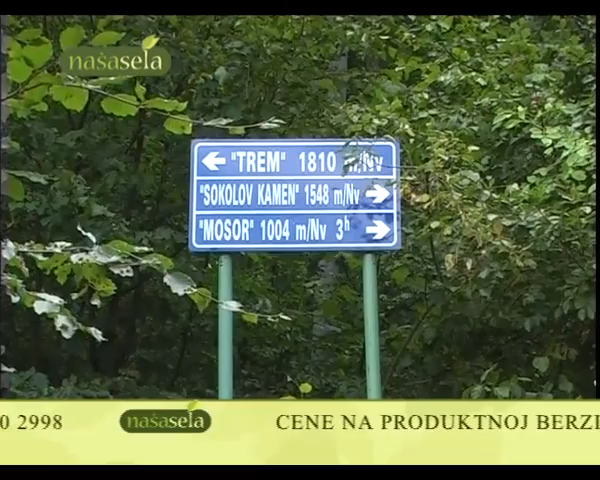 našasela
"TREM" 1810 m/Nv
"SOKOLOV KAMEN" 1548 m/Nv
"MOSOR" 1004 m/Nv 3h
0 2998 našasela CENE NA PRODUKTNOJ BERZI